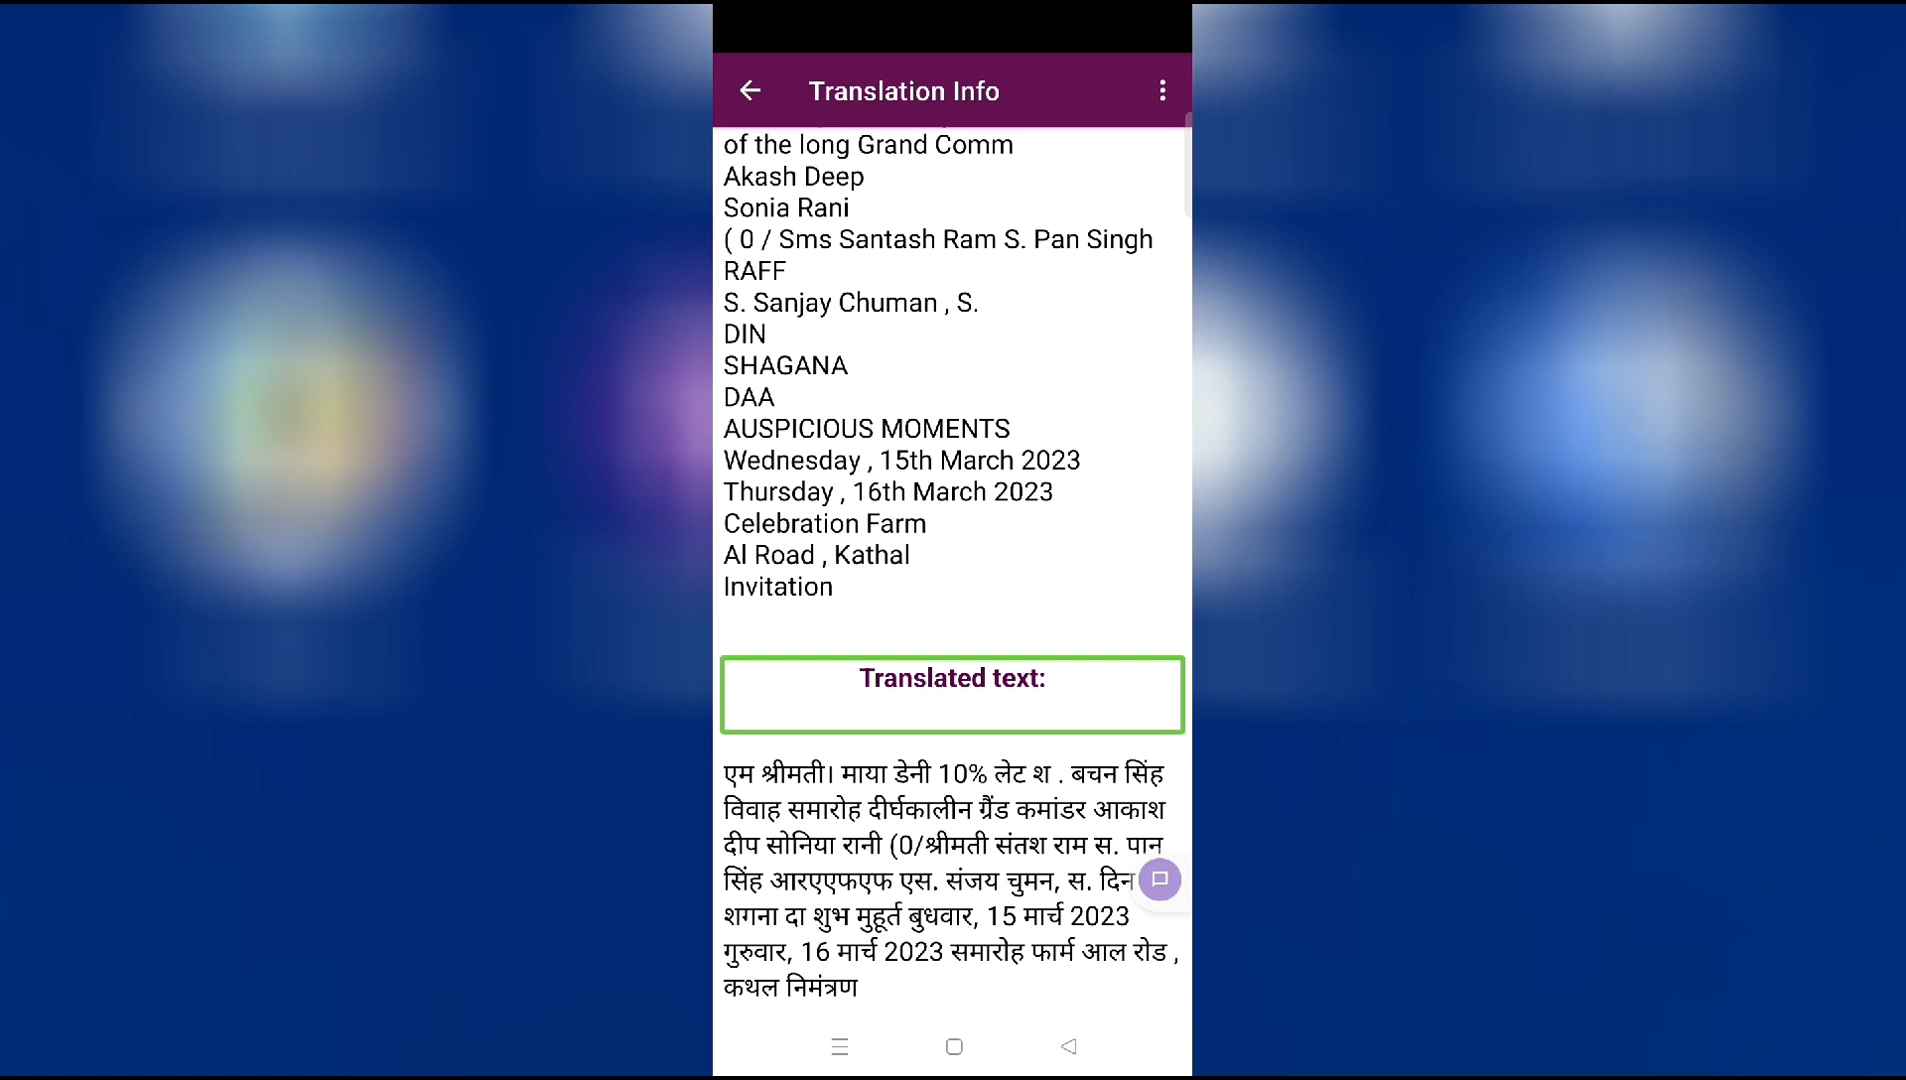 Translation Info
of the long Grand Comm
Akash Deep
Sonia Rani
( 0 / Sms Santash Ram S. Pan Singh
RAFF
S. Sanjay Chuman , S.
DIN
SHAGANA
DAA
AUSPICIOUS MOMENTS
Wednesday , 15th March 2023
Thursday , 16th March 2023
Celebration Farm
Al Road , Kathal
Invitation
Translated text:
एम श्रीमती। माया डेनी 10% लेट श . बचन सिंह
विवाह समारोह दीर्घकालीन ग्रैंड कमांडर आकाश
दीप सोनिया रानी (0/श्रीमती संतश राम स. पान
सिंह आरएएफएफ एस. संजय चुमन, स. दिन
शगना दा शुभ मुहूर्त बुधवार, 15 मार्च 2023
गुरुवार, 16 मार्च 2023 समारोह फार्म आल रोड ,
कथल निमंत्रण